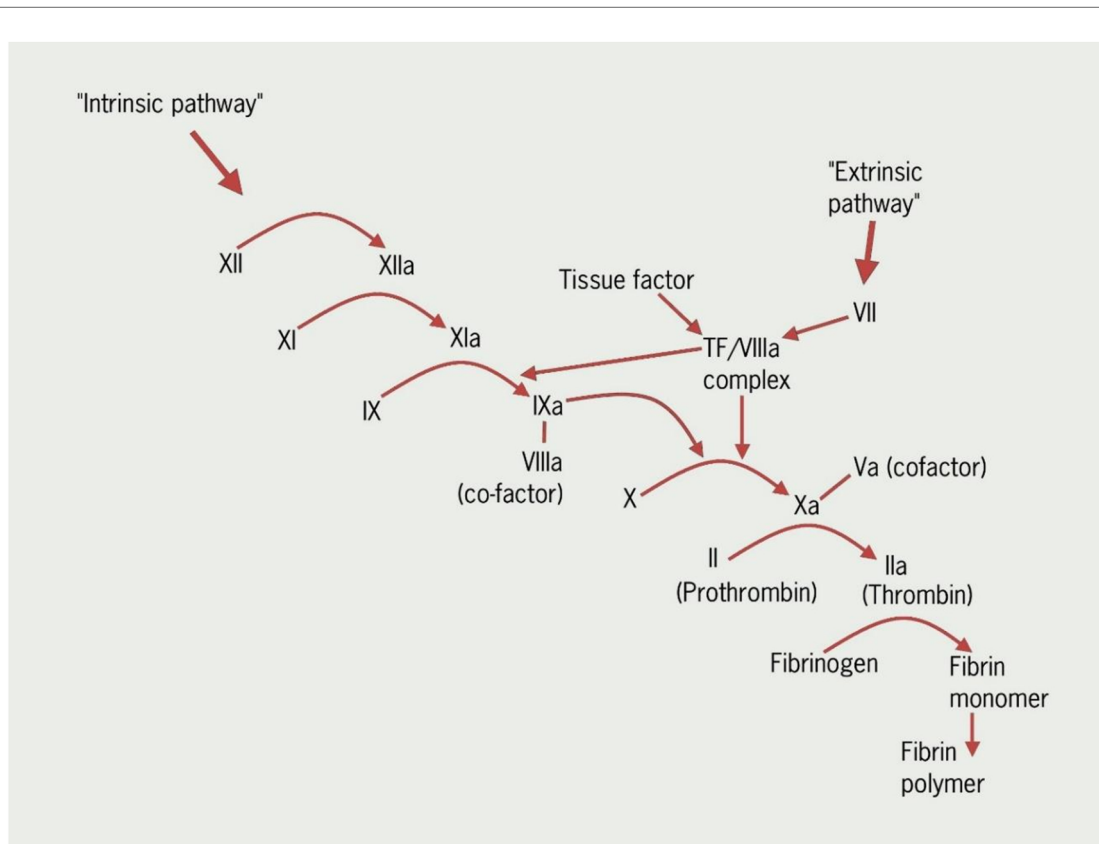 "Intrinsic pathway"
"Extrinsic
pathway"
XII
XIIa
Tissue factor
VII
XI
XIa
TF/VIIIa
complex
IX
IXa
VIIIa
(co-factor)
X
Xa
Va (cofactor)
II
(Prothrombin)
IIa
(Thrombin)
Fibrinogen
Fibrin
monomer
Fibrin
polymer